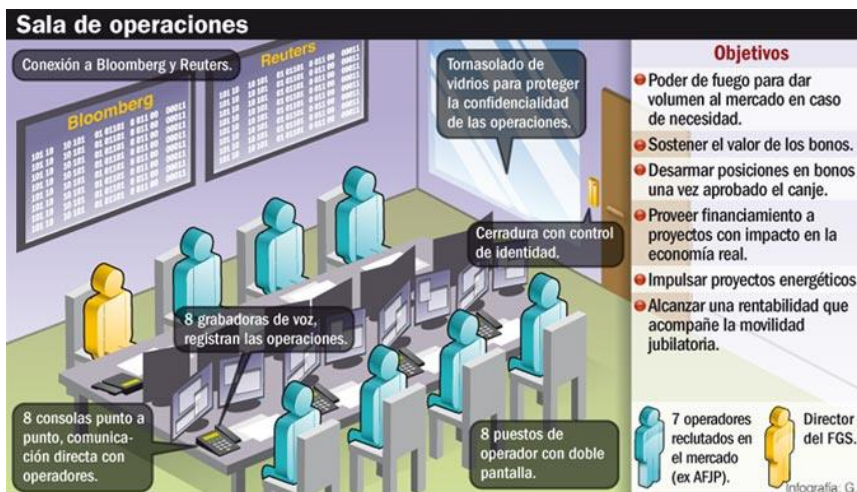 Sala de operaciones
Conexión a Bloomberg y Reuters.
Bloomberg
Reuters
Tornasolado de
vidrios para proteger
la confidencialidad
de las operaciones.
Cerradura con control
de identidad.
8 grabadoras de voz,
registran las operaciones.
8 consolas punto a
punto, comunica-
ción directa con
operadores.
8 puestos de
operador con doble
pantalla.
Objetivos
Poder de fuego para dar
volumen al mercado en caso
de necesidad.
Sostener el valor de los bonos.
Desarmar posiciones en bonos
una vez aprobado el canje.
Proveer financiamiento a
proyectos con impacto en la
economía real.
Impulsar proyectos energéticos
Alcanzar una rentabilidad que
acompañe la movilidad
jubilatoria.
7 operadores
reclutados en
el mercado
(ex AFJP).
Director
del FGS.
Infografía: G.